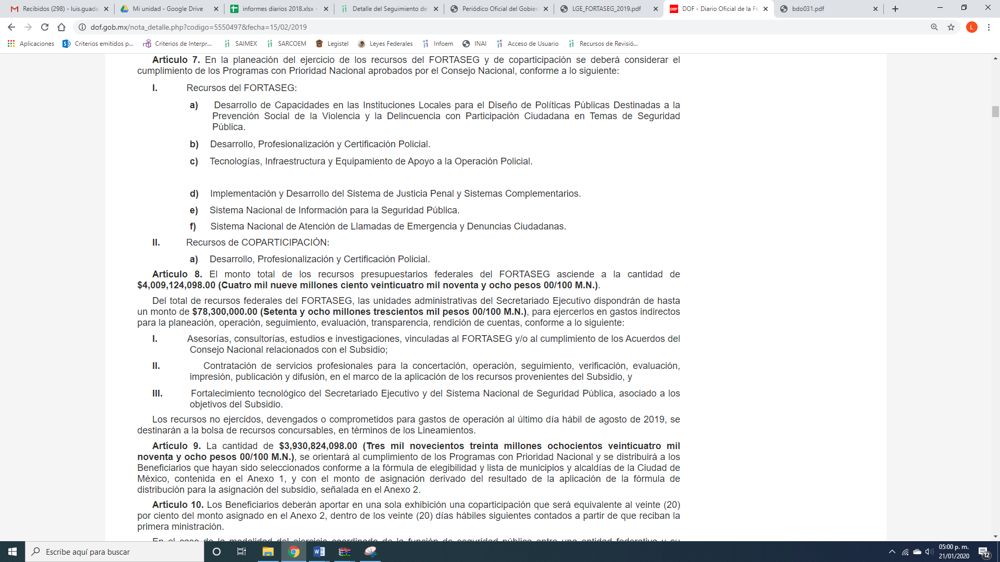 Recibidos (298) - luis.guada
Mi unidad - Google Drive
informes diarios 2018.xlsx -
Detalle del Seguimiento de
Periódico Oficial del Gobier
LGE_FORTASEG_2019.pdf
DOF - Diario Oficial de la Fe
bdo031.pdf
dof.gob.mx/nota_detalle.php?codigo=5550497&fecha=15/02/2019
L
Aplicaciones
Criterios emitidos p...
Criterios de Interpr...
SAIMEX
SARCOEM
Legistel
Leyes Federales
Infoem
INAI
Acceso de Usuario
Recursos de Revisió...
Artículo 7. En la planeación del ejercicio de los recursos del FORTASEG y de coparticipación se deberá considerar el
cumplimiento de los Programas con Prioridad Nacional aprobados por el Consejo Nacional, conforme a lo siguiente:
I. Recursos del FORTASEG:
a) Desarrollo de Capacidades en las Instituciones Locales para el Diseño de Políticas Públicas Destinadas a la
Prevención Social de la Violencia y la Delincuencia con Participación Ciudadana en Temas de Seguridad
Pública.
b) Desarrollo, Profesionalización y Certificación Policial.
c) Tecnologías, Infraestructura y Equipamiento de Apoyo a la Operación Policial.
d) Implementación y Desarrollo del Sistema de Justicia Penal y Sistemas Complementarios.
e) Sistema Nacional de Información para la Seguridad Pública.
f) Sistema Nacional de Atención de Llamadas de Emergencia y Denuncias Ciudadanas.
II. Recursos de COPARTICIPACIÓN:
a) Desarrollo, Profesionalización y Certificación Policial.
Artículo 8. El monto total de los recursos presupuestarios federales del FORTASEG asciende a la cantidad de
$4,009,124,098.00 (Cuatro mil nueve millones ciento veinticuatro mil noventa y ocho pesos 00/100 M.N.).
Del total de recursos federales del FORTASEG, las unidades administrativas del Secretariado Ejecutivo dispondrán de hasta
un monto de $78,300,000.00 (Setenta y ocho millones trescientos mil pesos 00/100 M.N.), para ejercerlos en gastos indirectos
para la planeación, operación, seguimiento, evaluación, transparencia, rendición de cuentas, conforme a lo siguiente:
I. Asesorías, consultorías, estudios e investigaciones, vinculadas al FORTASEG y/o al cumplimiento de los Acuerdos del
Consejo Nacional relacionados con el Subsidio;
II. Contratación de servicios profesionales para la concertación, operación, seguimiento, verificación, evaluación,
impresión, publicación y difusión, en el marco de la aplicación de los recursos provenientes del Subsidio, y
III. Fortalecimiento tecnológico del Secretariado Ejecutivo y del Sistema Nacional de Seguridad Pública, asociado a los
objetivos del Subsidio.
Los recursos no ejercidos, devengados o comprometidos para gastos de operación al último día hábil de agosto de 2019, se
destinarán a la bolsa de recursos concursables, en términos de los Lineamientos.
Artículo 9. La cantidad de $3,930,824,098.00 (Tres mil novecientos treinta millones ochocientos veinticuatro mil
noventa y ocho pesos 00/100 M.N.), se orientará al cumplimiento de los Programas con Prioridad Nacional y se distribuirá a los
Beneficiarios que hayan sido seleccionados conforme a la fórmula de elegibilidad y lista de municipios y alcaldías de la Ciudad de
México, contenida en el Anexo 1, y con el monto de asignación derivado del resultado de la aplicación de la fórmula de
distribución para la asignación del subsidio, señalada en el Anexo 2.
Artículo 10. Los Beneficiarios deberán aportar en una sola exhibición una coparticipación que será equivalente al veinte (20)
por ciento del monto asignado en el Anexo 2, dentro de los veinte (20) días hábiles siguientes contados a partir de que reciban la
primera ministración.
En el caso de la modalidad del ejercicio coordinado de la función de seguridad pública entre una entidad federativa y su
Escribe aquí para buscar
05:00 p. m.
21/01/2020
12